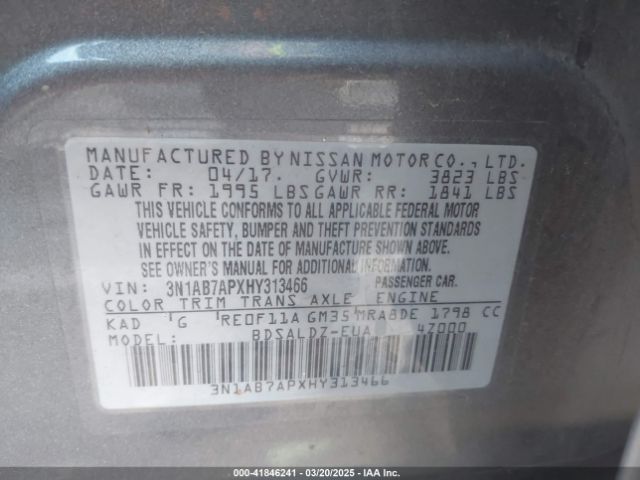 MANUFACTURED BY NISSAN MOTOR CO., LTD.
DATE: 04/17. GVWR: 3823 LBS
GAWR FR: 1995 LBS GAWR RR: 1841 LBS
THIS VEHICLE CONFORMS TO ALL APPLICABLE FEDERAL MOTOR
VEHICLE SAFETY, BUMPER AND THEFT PREVENTION STANDARDS
IN EFFECT ON THE DATE OF MANUFACTURE SHOWN ABOVE.
SEE OWNER'S MANUAL FOR ADDITIONAL INFORMATION.
VIN: 3N1AB7APXHY313466 PASSENGER CAR.
COLOR TRIM TRANS AXLE ENGINE
KAD G RE0F11A GM35 MRA8DE 1798 CC
MODEL: BDSALDZ-EUA 4Z000
3N1AB7APXHY313466
000-41846241 | 03/20/2025 | IAA Inc.